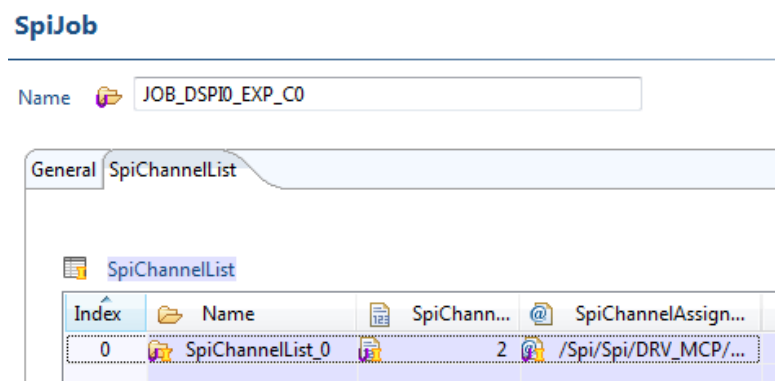 SpiJob
Name JOB_DSPI0_EXP_C0
General SpiChannelList
SpiChannelList
Index Name SpiChann... SpiChannelAssign...
0 SpiChannelList_0 2 /Spi/Spi/DRV_MCP/...